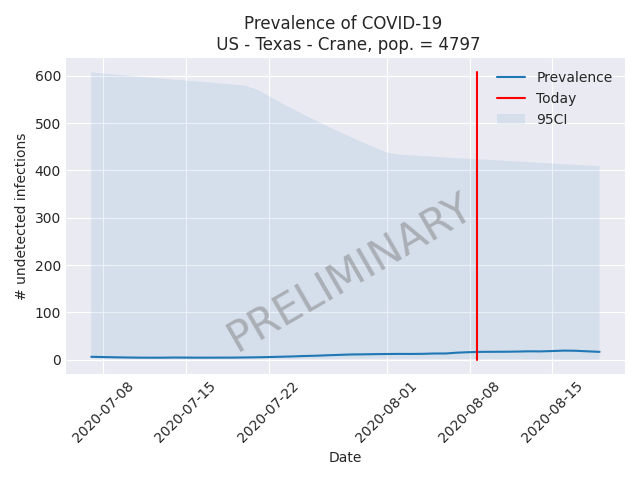 Prevalence of COVID-19
US - Texas - Crane, pop. = 4797
600
500
400
300
200
100
0
# undetected infections
Prevalence
Today
95CI
PRELIMINARY
2020-07-08
2020-07-15
2020-07-22
2020-08-01
2020-08-08
2020-08-15
Date